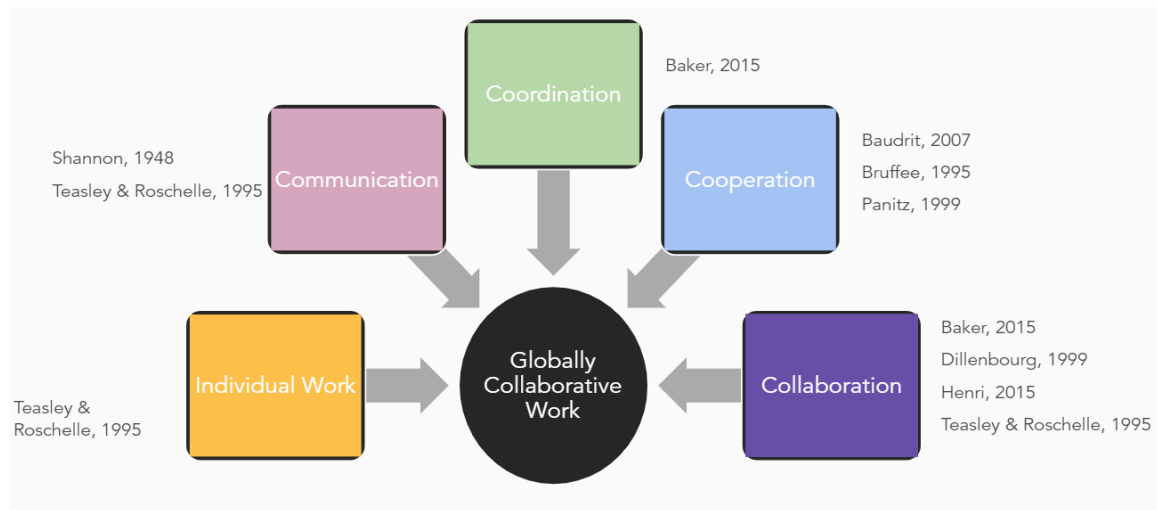 Coordination
Baker, 2015
Shannon, 1948
Teasley & Roschelle, 1995
Communication
Cooperation
Baudrit, 2007
Bruffee, 1995
Panitz, 1999
Teasley &
Roschelle, 1995
Individual Work
Globally
Collaborative
Work
Collaboration
Baker, 2015
Dillenbourg, 1999
Henri, 2015
Teasley & Roschelle, 1995